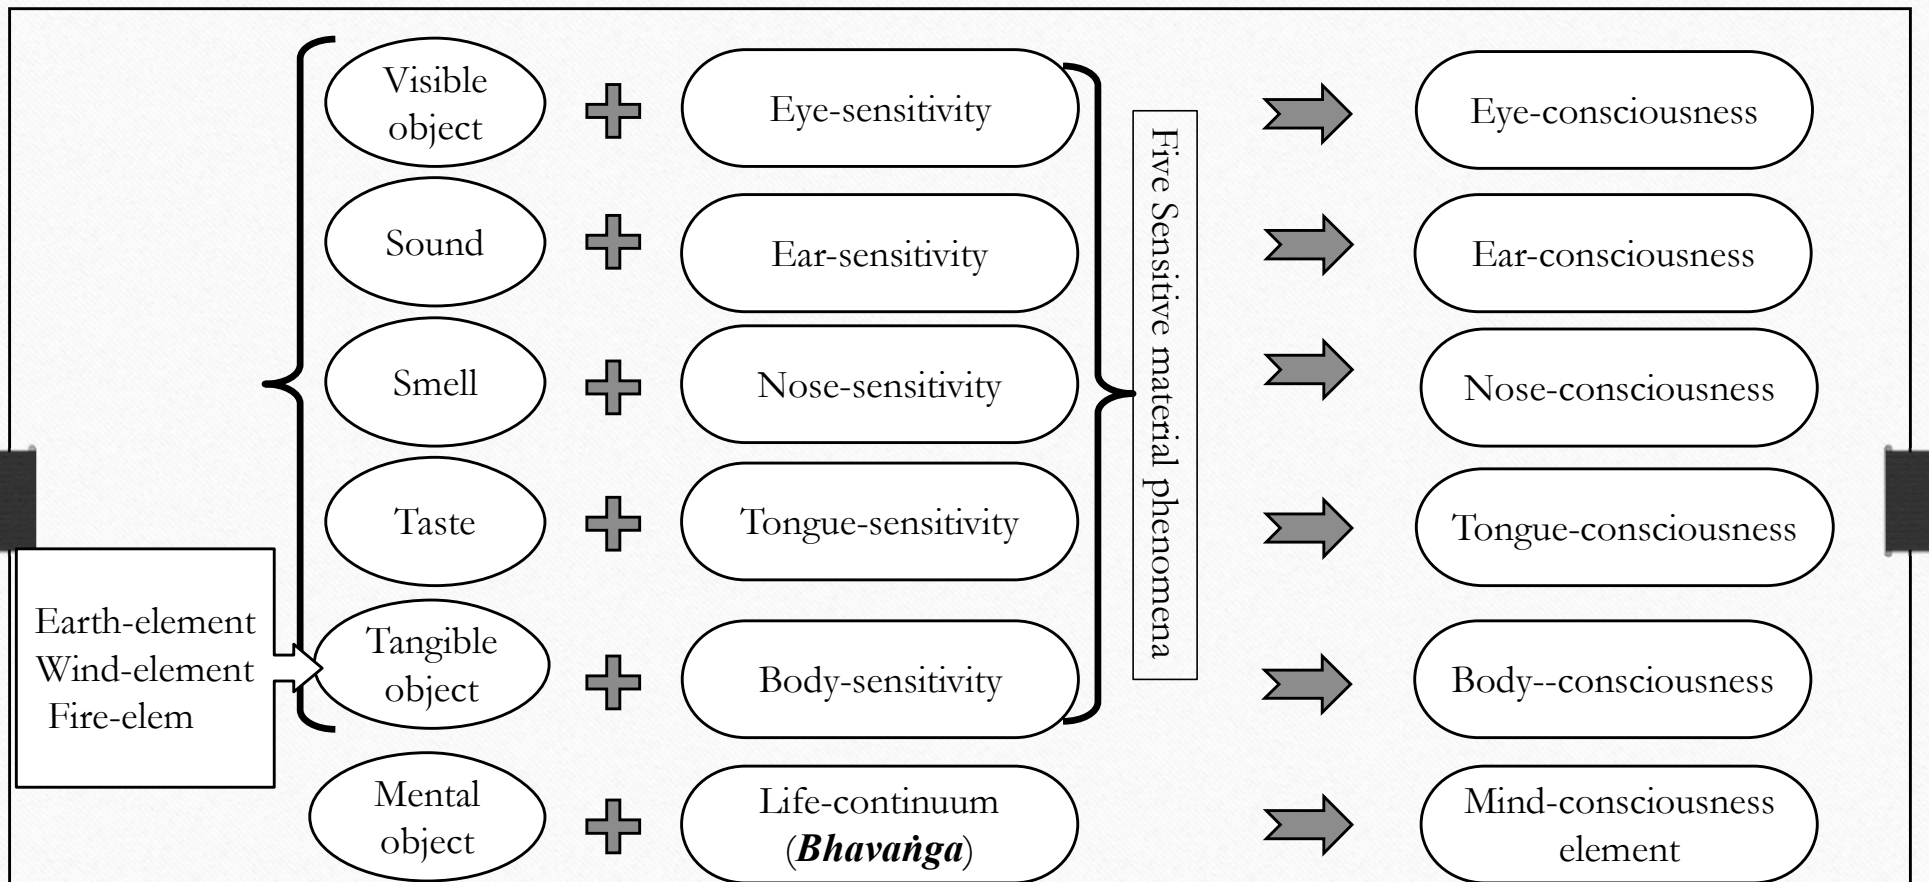 Visible
object
Eye-sensitivity
Eye-consciousness
Sound
Ear-sensitivity
Ear-consciousness
Smell
Nose-sensitivity
Nose-consciousness
Taste
Tongue-sensitivity
Tongue-consciousness
Earth-element
Wind-element
Fire-elem
Tangible
object
Body-sensitivity
Body--consciousness
Five Sensitive material phenomena
Mental
object
Life-continuum
(Bhavaṅga)
Mind-consciousness
element